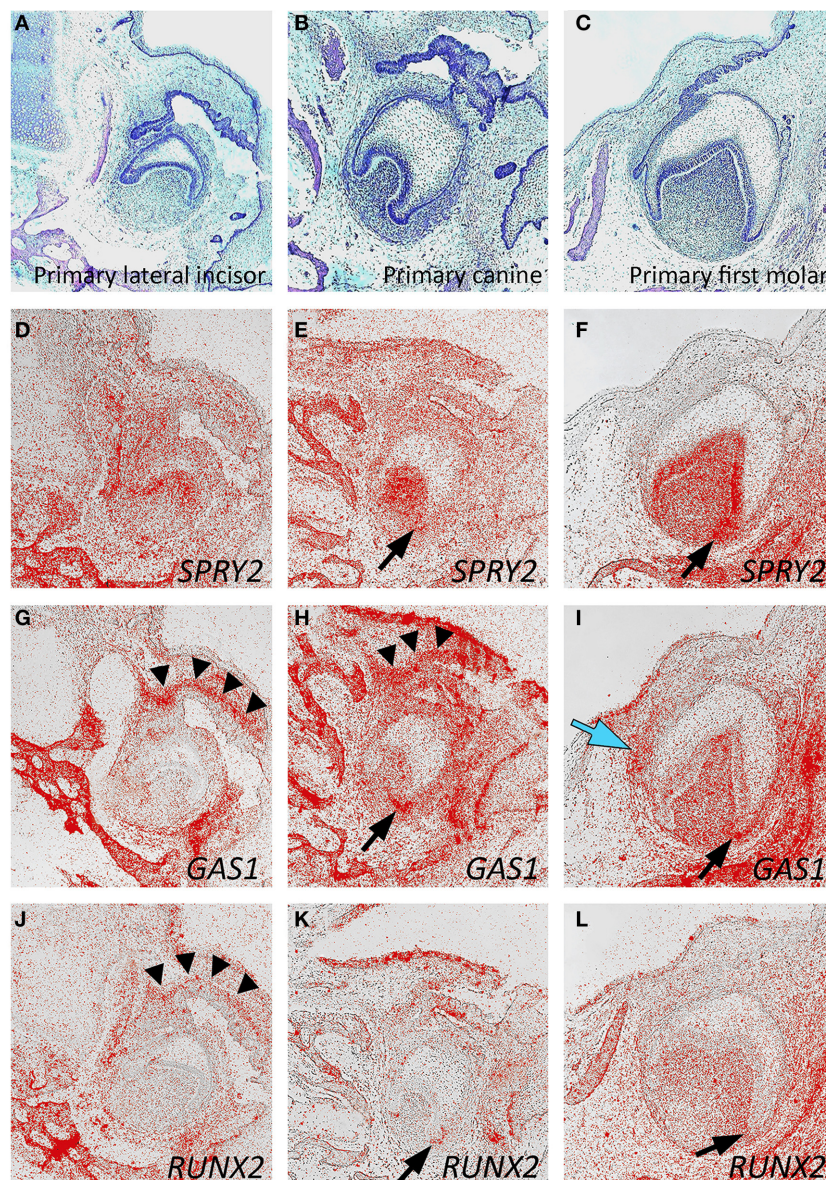 A
B
C
Primary lateral incisor
Primary canine
Primary first molar
D
E
F
SPRY2
SPRY2
SPRY2
G
H
I
GAS1
GAS1
GAS1
J
K
L
RUNX2
RUNX2
RUNX2